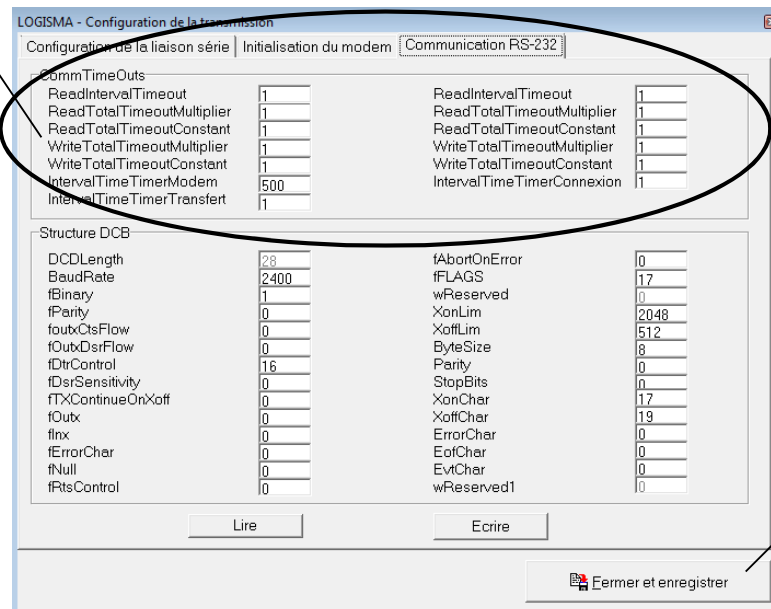 LOGISMA - Configuration de la transmission
Configuration de la liaison série Initialisation du modem Communication RS-232
CommTimeOuts
ReadIntervalTimeout 1 ReadIntervalTimeout 1
ReadTotalTimeoutMultiplier 1 ReadTotalTimeoutMultiplier 1
ReadTotalTimeoutConstant 1 ReadTotalTimeoutConstant 1
WriteTotalTimeoutMultiplier 1 WriteTotalTimeoutMultiplier 1
WriteTotalTimeoutConstant 1 WriteTotalTimeoutConstant 1
IntervalTimeTimerModem 500 IntervalTimeTimerConnexion 1
IntervalTimeTimerTransfert 1
Structure DCB
DCDLength 28 fAbortOnError 0
BaudRate 2400 fFLAGS 17
fBinary 1 wReserved 0
fParity 0 XonLim 2048
foutxCtsFlow 0 XoffLim 512
fOutxDsrFlow 0 ByteSize 8
fDtrControl 16 Parity 0
fDsrSensitivity 0 StopBits 0
fTXContinueOnXoff 0 XonChar 17
fOutx 0 XoffChar 19
fInx 0 ErrorChar 0
fErrorChar 0 EofChar 0
fNull 0 EvtChar 0
fRtsControl 0 wReserved1 0
Lire Ecrire
Fermer et enregistrer